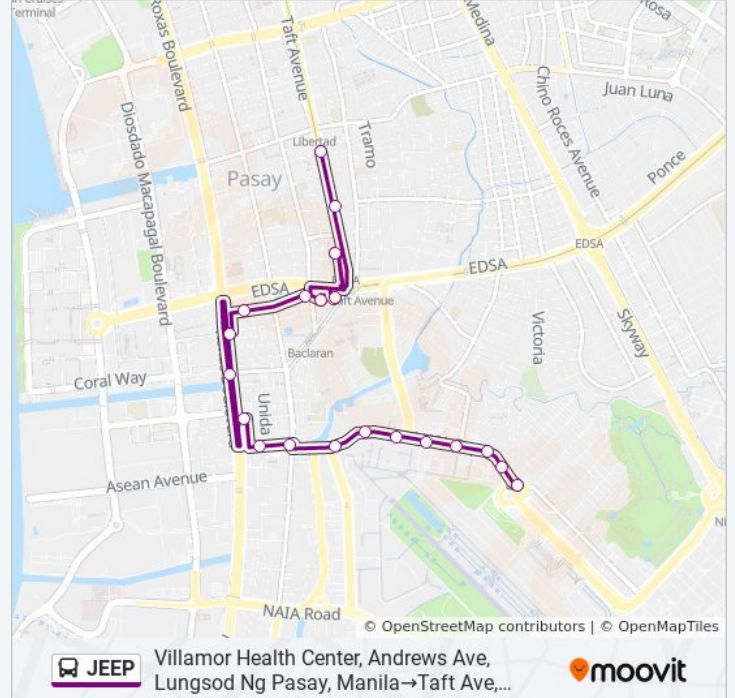 Terminal
Roxas Boulevard
Taft Avenue
Medina
Rosa
Chino Roces Avenue
Juan Luna
Diosdado Macapagal Boulevard
Libertad
Tramo
Pasay
Ponce
EDSA
EDSA
EDSA
Taft Avenue
Skyway
Victoria
Baclaran
Coral Way
Unida
Asean Avenue
Ni
NAIA Road
© OpenStreetMap contributors | © OpenMapTiles
JEEP
Villamor Health Center, Andrews Ave,
Lungsod Ng Pasay, Manila→Taft Ave,...
moovit